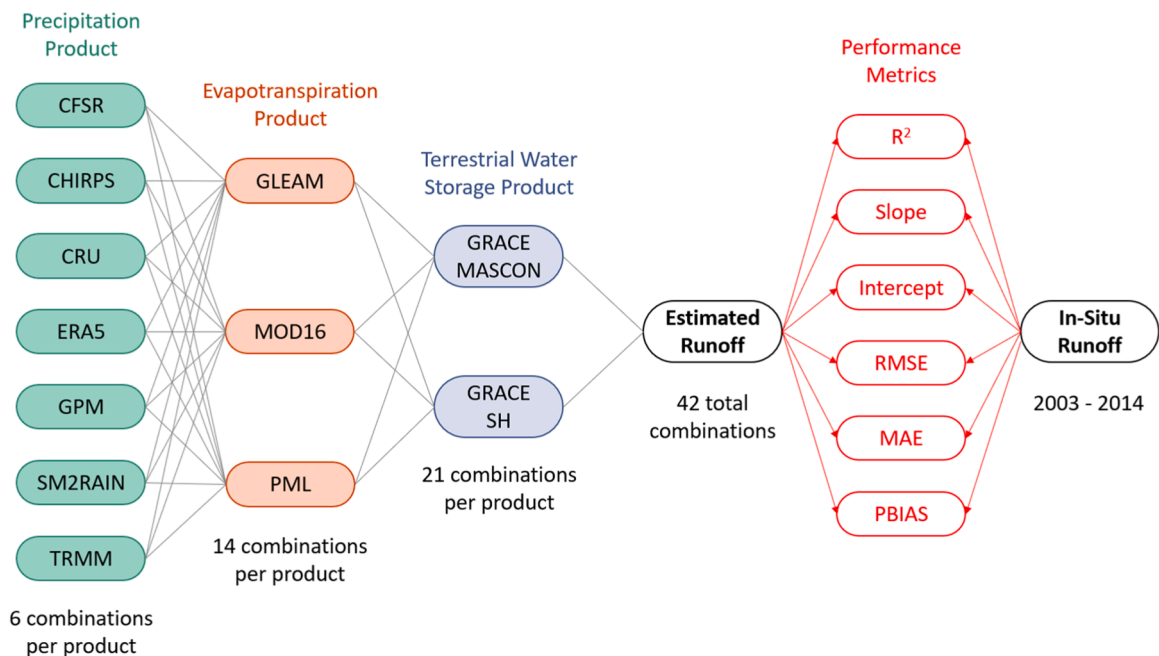 Precipitation
Product
CFSR
CHIRPS
CRU
ERA5
GPM
SM2RAIN
TRMM
6 combinations
per product
Evapotranspiration
Product
GLEAM
MOD16
PML
14 combinations
per product
Terrestrial Water
Storage Product
GRACE
MASCON
GRACE
SH
21 combinations
per product
Estimated
Runoff
42 total
combinations
Performance
Metrics
R²
Slope
Intercept
RMSE
MAE
PBIAS
In-Situ
Runoff
2003 - 2014